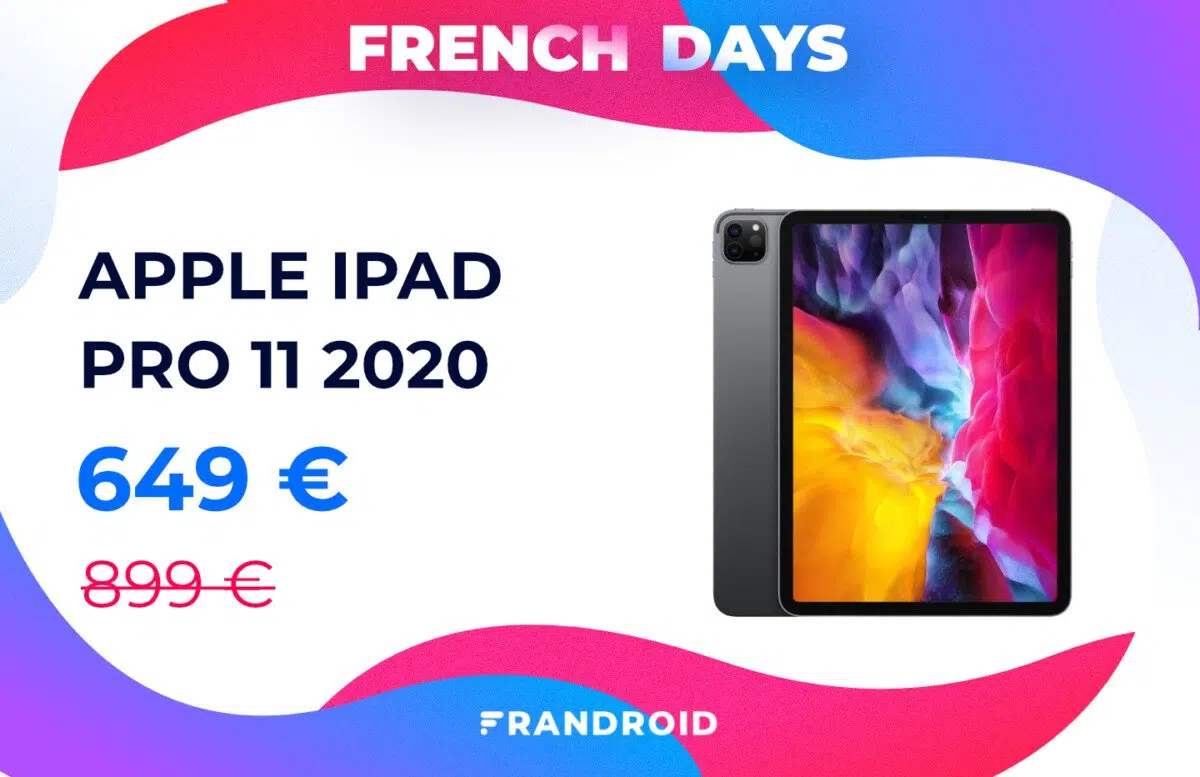 FRENCH DAYS
APPLE IPAD
PRO 11 2020
649 €
899 €
FRANDROID